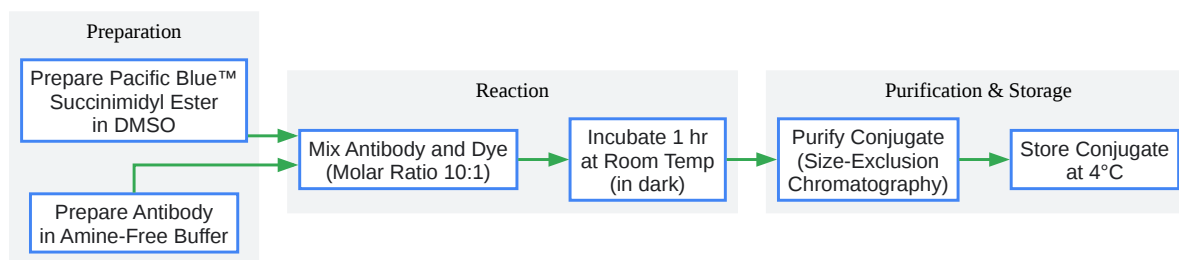 Preparation
Prepare Pacific Blue™
Succinimidyl Ester
in DMSO
Prepare Antibody
in Amine-Free Buffer
Reaction
Mix Antibody and Dye
(Molar Ratio 10:1)
Incubate 1 hr
at Room Temp
(in dark)
Purification & Storage
Purify Conjugate
(Size-Exclusion
Chromatography)
Store Conjugate
at 4°C